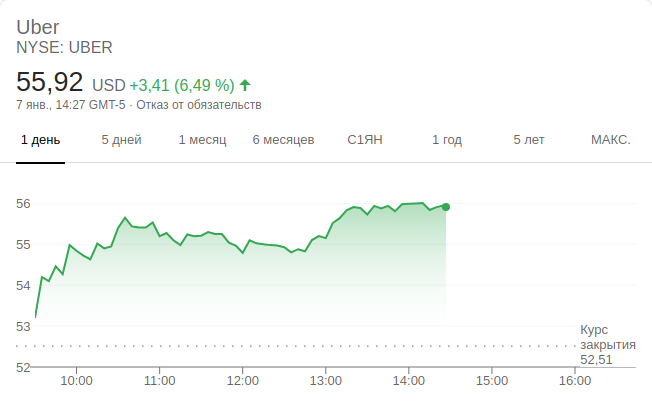 Uber
NYSE: UBER
55,92 USD +3,41 (6,49 %)
7 янв., 14:27 GMT-5 · Отказ от обязательств
1 день 5 дней 1 месяц 6 месяцев С1ЯН 1 год 5 лет МАКС.
56
55
54
53
Курс
закрытия
52,51
52
10:00 11:00 12:00 13:00 14:00 15:00 16:00